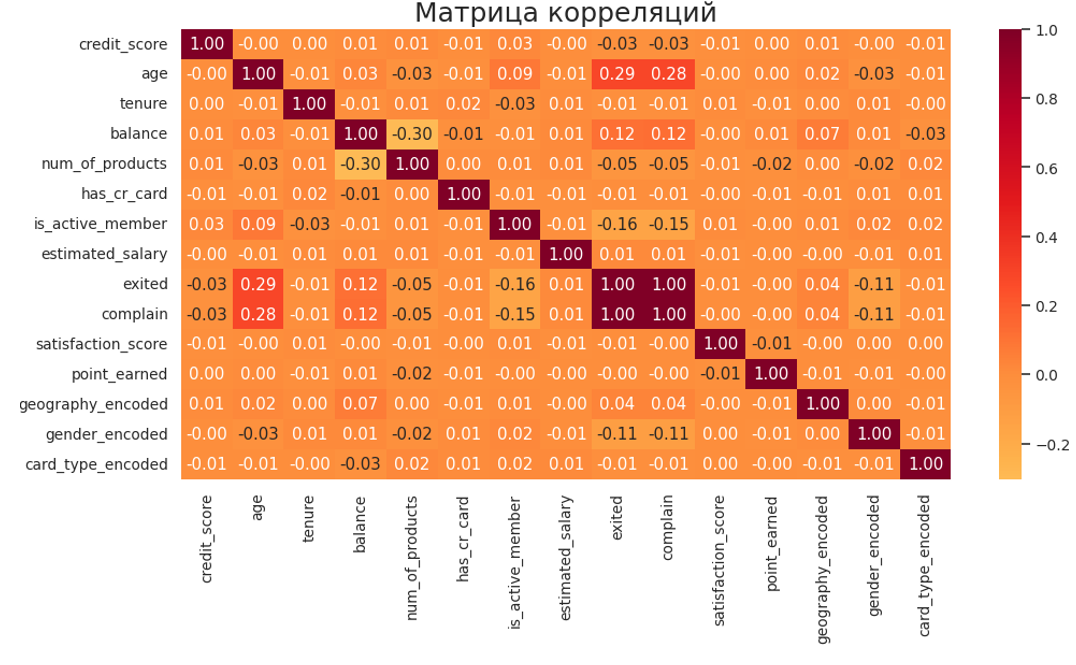 Матрица корреляций
credit_score 1.00 -0.00 0.00 0.01 0.01 -0.01 0.03 -0.00 -0.03 -0.03 -0.01 0.00 0.01 -0.00 -0.01
age -0.00 1.00 -0.01 0.03 -0.03 -0.01 0.09 -0.01 0.29 0.28 -0.00 0.00 0.02 -0.03 -0.01
tenure 0.00 -0.01 1.00 -0.01 0.01 0.02 -0.03 0.01 -0.01 -0.01 0.01 -0.01 0.00 0.01 -0.00
balance 0.01 0.03 -0.01 1.00 -0.30 -0.01 -0.01 0.01 0.12 0.12 -0.00 0.01 0.07 0.01 -0.03
num_of_products 0.01 -0.03 0.01 -0.30 1.00 0.00 0.01 0.01 -0.05 -0.05 -0.01 -0.02 0.00 -0.02 0.02
has_cr_card -0.01 -0.01 0.02 -0.01 0.00 1.00 -0.01 -0.01 -0.01 -0.01 -0.00 -0.01 -0.01 0.01 0.01
is_active_member 0.03 0.09 -0.03 -0.01 0.01 -0.01 1.00 -0.01 -0.16 -0.15 0.01 -0.00 0.01 0.02 0.02
estimated_salary -0.00 -0.01 0.01 0.01 0.01 -0.01 -0.01 1.00 0.01 0.01 0.01 -0.00 -0.00 -0.01 0.01
exited -0.03 0.29 -0.01 0.12 -0.05 -0.01 -0.16 0.01 1.00 1.00 -0.01 -0.00 0.04 -0.11 -0.01
complain -0.03 0.28 -0.01 0.12 -0.05 -0.01 -0.15 0.01 1.00 1.00 -0.00 -0.00 0.04 -0.11 -0.01
satisfaction_score -0.01 -0.00 0.01 -0.00 -0.01 -0.00 0.01 0.01 -0.01 -0.00 1.00 -0.01 -0.00 0.00 0.00
point_earned 0.00 0.00 -0.01 0.01 -0.02 -0.01 -0.00 -0.00 -0.00 -0.00 -0.01 1.00 -0.01 -0.01 -0.00
geography_encoded 0.01 0.02 0.00 0.07 0.00 -0.01 0.01 -0.00 0.04 0.04 -0.00 -0.01 1.00 0.00 -0.01
gender_encoded -0.00 -0.03 0.01 0.01 -0.02 0.01 0.02 -0.01 -0.11 -0.11 0.00 -0.01 0.00 1.00 -0.01
card_type_encoded -0.01 -0.01 -0.00 -0.03 0.02 0.01 0.02 0.01 -0.01 -0.01 0.00 -0.00 -0.01 -0.01 1.00
credit_score
age
tenure
balance
num_of_products
has_cr_card
is_active_member
estimated_salary
exited
complain
satisfaction_score
point_earned
geography_encoded
gender_encoded
card_type_encoded
1.0
0.8
0.6
0.4
0.2
0.0
−0.2